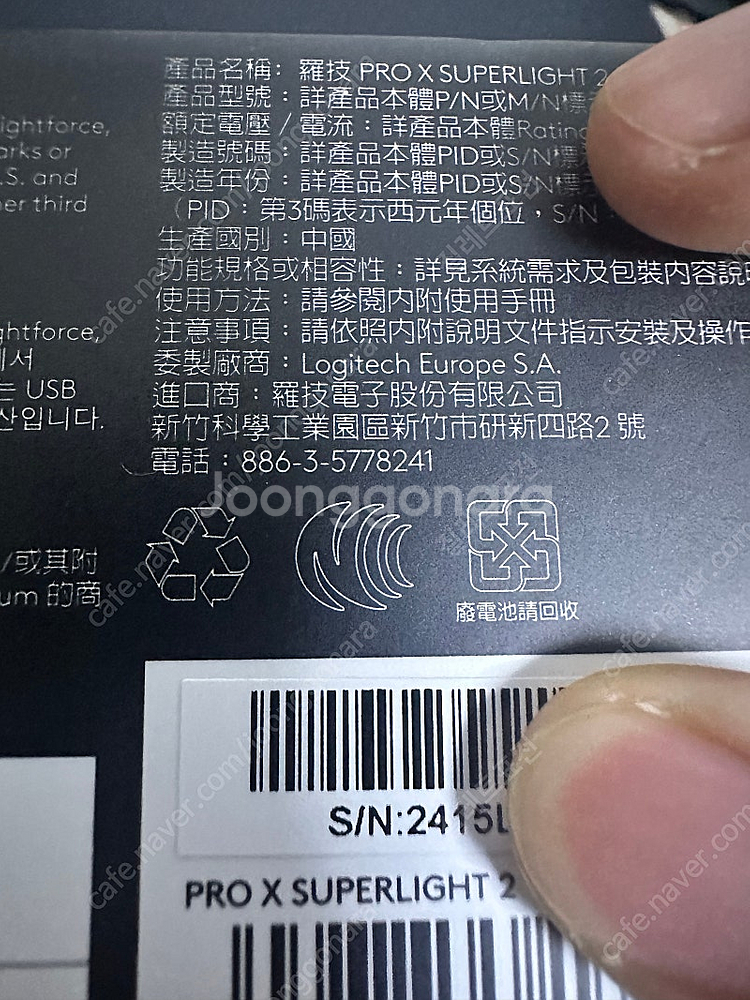 產品名稱: 羅技 PRO X SUPERLIGHT 2
產品型號：詳產品本體P/N或M/N標
額定電壓 / 電流：詳產品本體Rating
製造號碼：詳產品本體PID或S/N標
製造年份：詳產品本體PID或S/N標
（PID：第3碼表示西元年個位，S/N
生產國別：中國
功能規格或相容性：詳見系統需求及包裝內容說明
使用方法：請參閱內附使用手冊
注意事項：請依照內附說明文件指示安裝及操作
委製廠商：Logitech Europe S.A.
進口商：羅技電子股份有限公司
新竹科學工業園區新竹市研新四路2 號
電話：886-3-5778241
ightforce,
arks or
.S. and
er third
ghtforce,
에서
는 USB
산입니다.
/或其附
um 的商
廢電池請回收
Joonggonara
S/N:2415L
PRO X SUPERLIGHT 2
cafe.naver.com/joonggonara